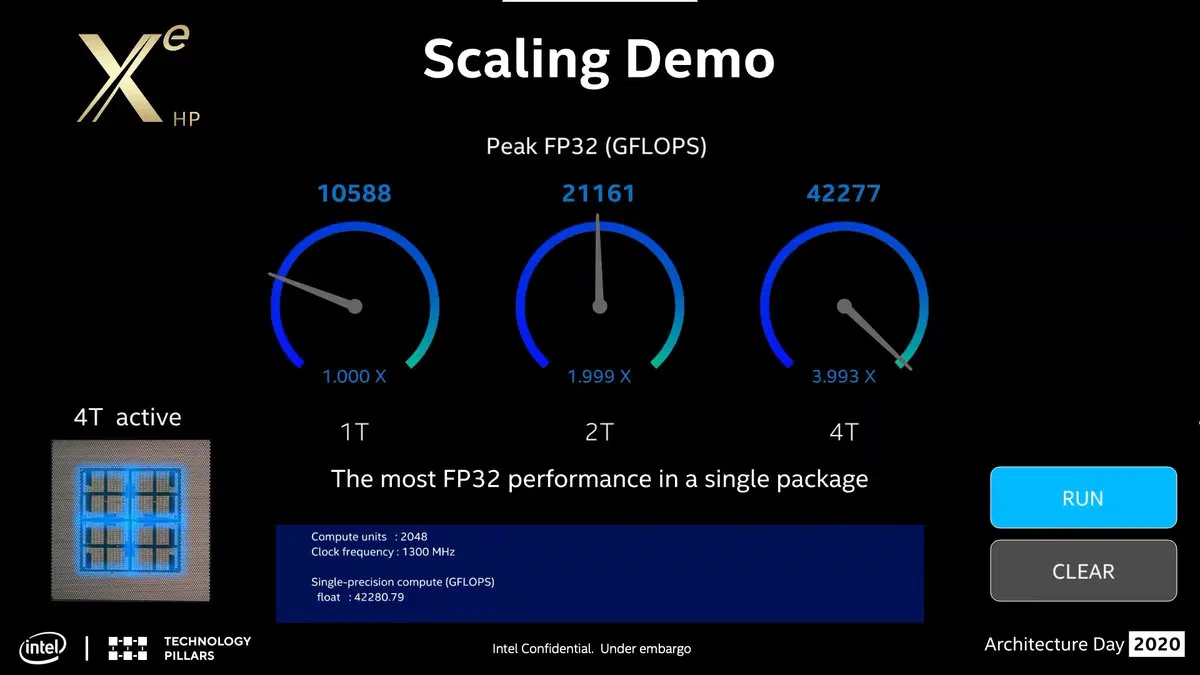 Xe
HP
Scaling Demo
Peak FP32 (GFLOPS)
10588 21161 42277
1.000 X 1.999 X 3.993 X
1T 2T 4T
4T active
The most FP32 performance in a single package
Compute units : 2048
Clock frequency : 1300 MHz
Single-precision compute (GFLOPS)
float : 42280.79
RUN
CLEAR
intel
TECHNOLOGY
PILLARS
Intel Confidential. Under embargo
Architecture Day 2020